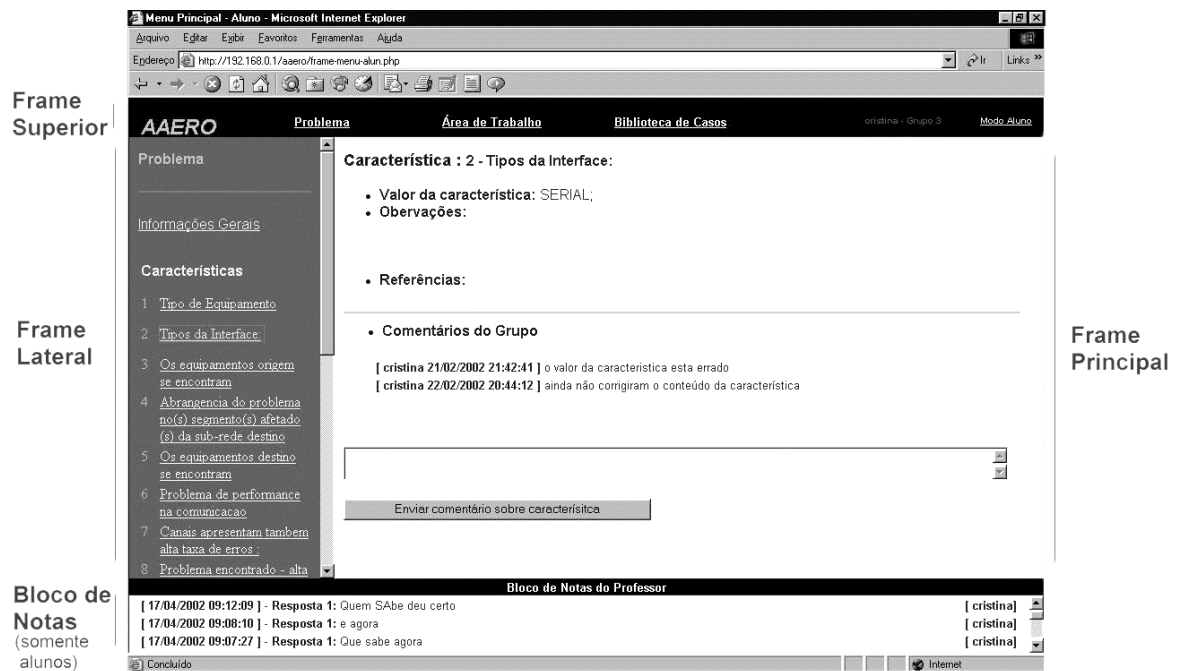 Menu Principal - Aluno - Microsoft Internet Explorer
Arquivo Editar Exibir Favoritos Ferramentas Ajuda
Endereço http://192.168.0.1/aaero/frame-menu-alun.php Ir Links »
Frame
Superior
AAERO Problema Área de Trabalho Biblioteca de Casos cristina - Grupo 3 Modo Aluno
Problema
Informações Gerais
Características
1 Tipo de Equipamento
2 Tipos da Interface:
3 Os equipamentos origem
se encontram
4 Abrangencia do problema
no(s) segmento(s) afetado
(s) da sub-rede destino
5 Os equipamentos destino
se encontram
6 Problema de performance
na comunicacao
7 Canais apresentam tambem
alta taxa de erros :
8 Problema encontrado - alta
Frame
Lateral
Característica : 2 - Tipos da Interface:
• Valor da característica: SERIAL;
• Obervações:
• Referências:
• Comentários do Grupo
[ cristina 21/02/2002 21:42:41 ] o valor da caracteristica esta errado
[ cristina 22/02/2002 20:44:12 ] ainda não corrigiram o conteúdo da característica
Enviar comentário sobre caracterísitca
Frame
Principal
Bloco de Notas do Professor
[ 17/04/2002 09:12:09 ] - Resposta 1: Quem SAbe deu certo [ cristina]
[ 17/04/2002 09:08:10 ] - Resposta 1: e agora [ cristina]
[ 17/04/2002 09:07:27 ] - Resposta 1: Que sabe agora [ cristina]
Bloco de
Notas
(somente
alunos)
Concluído Internet